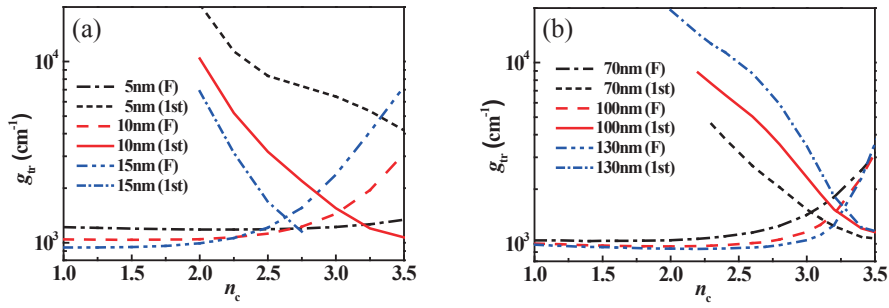 (a)
g_tr (cm⁻¹)
10⁴
10³
5nm (F)
5nm (1st)
10nm (F)
10nm (1st)
15nm (F)
15nm (1st)
1.0 1.5 2.0 2.5 3.0 3.5
n_c
(b)
g_tr (cm⁻¹)
10⁴
10³
70nm (F)
70nm (1st)
100nm (F)
100nm (1st)
130nm (F)
130nm (1st)
1.0 1.5 2.0 2.5 3.0 3.5
n_c